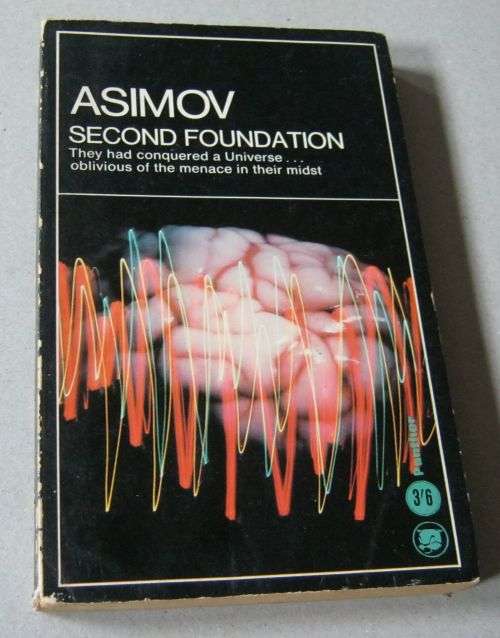 ASIMOV
SECOND FOUNDATION
They had conquered a Universe . . .
oblivious of the menace in their midst
Panther
3'6